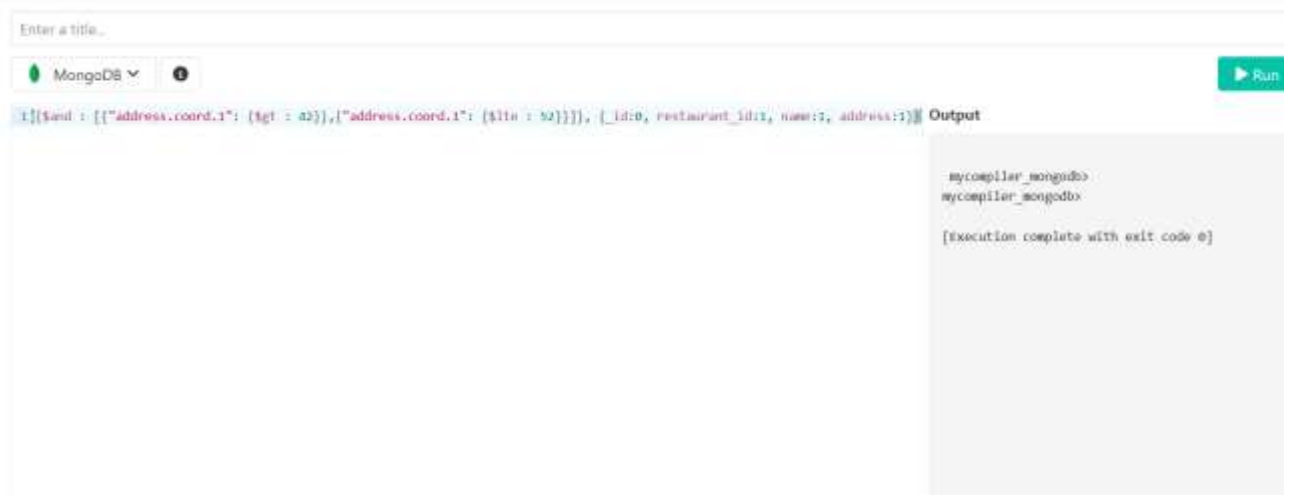 Enter a title...
MongoDB
Run
1 ({$and : [{"address.coord.1": {$gt : 42}},{"address.coord.1": {$lte : 52}}]}, {_id:0, restaurant_id:1, name:1, address:1})
Output
mycompiler_mongodb>
mycompiler_mongodb>
[Execution complete with exit code 0]